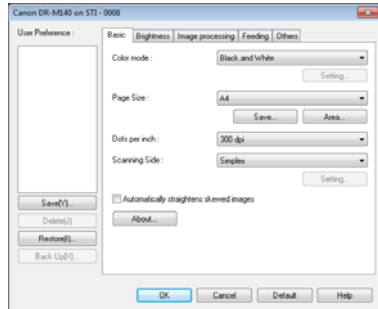 Canon DR-M140 on STI - 0008
User Preference :
Basic Brightness Image processing Feeding Others
Color mode : Black and White
Setting...
Page Size : A4
Save... Area...
Dots per inch : 300 dpi
Scanning Side : Simplex
Setting...
Automatically straightens skewed images
About...
Save(Y)...
Delete(J)
Restore(I)...
Back Up(X)...
OK Cancel Default Help